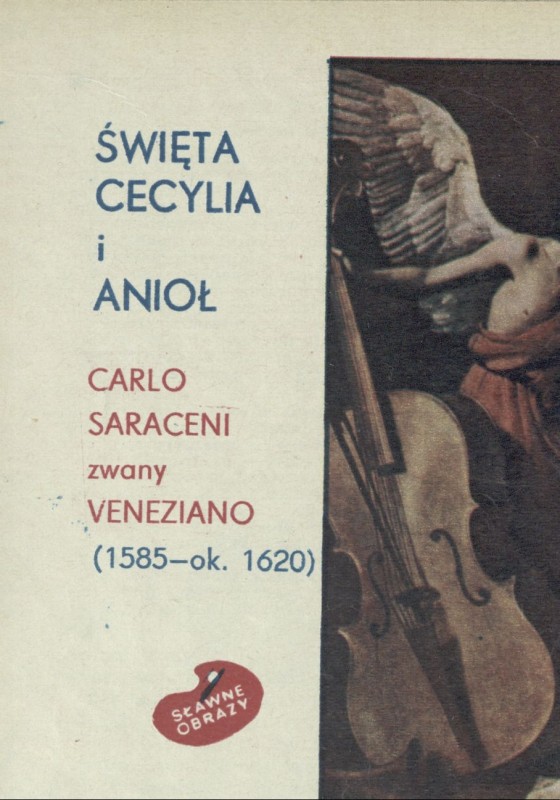 ŚWIĘTA
CECYLIA
i
ANIOŁ
CARLO
SARACENI
zwany
VENEZIANO
(1585–ok. 1620)
SŁAWNE
OBRAZY